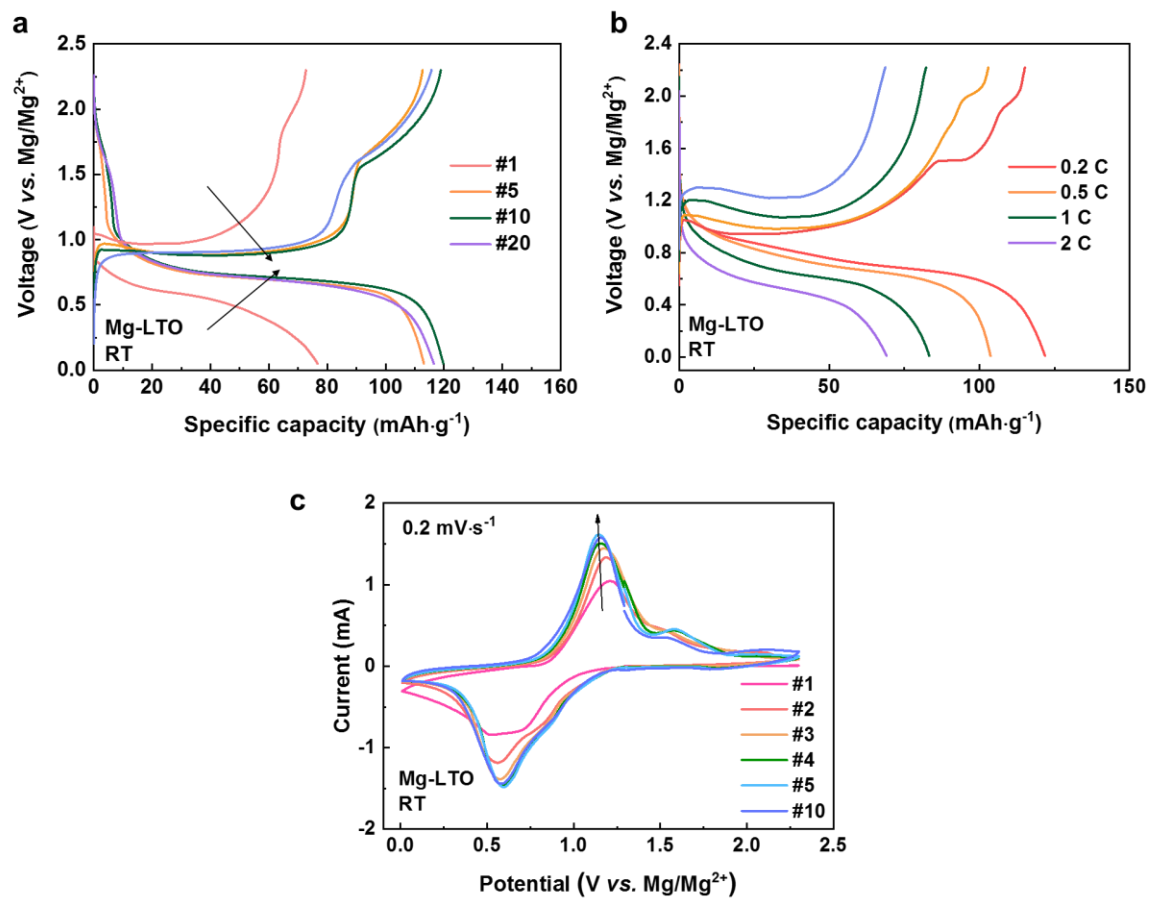 a
2.5
2.0
1.5
1.0
0.5
0.0
Voltage (V vs. Mg/Mg²⁺)
#1
#5
#10
#20
Mg-LTO
RT
0 20 40 60 80 100 120 140 160
Specific capacity (mAh·g⁻¹)
b
2.4
2.0
1.6
1.2
0.8
0.4
0.0
Voltage (V vs. Mg/Mg²⁺)
0.2 C
0.5 C
1 C
2 C
Mg-LTO
RT
0 50 100 150
Specific capacity (mAh·g⁻¹)
c
2
1
0
-1
-2
Current (mA)
0.2 mV·s⁻¹
#1
#2
#3
#4
#5
#10
Mg-LTO
RT
0.0 0.5 1.0 1.5 2.0 2.5
Potential (V vs. Mg/Mg²⁺)